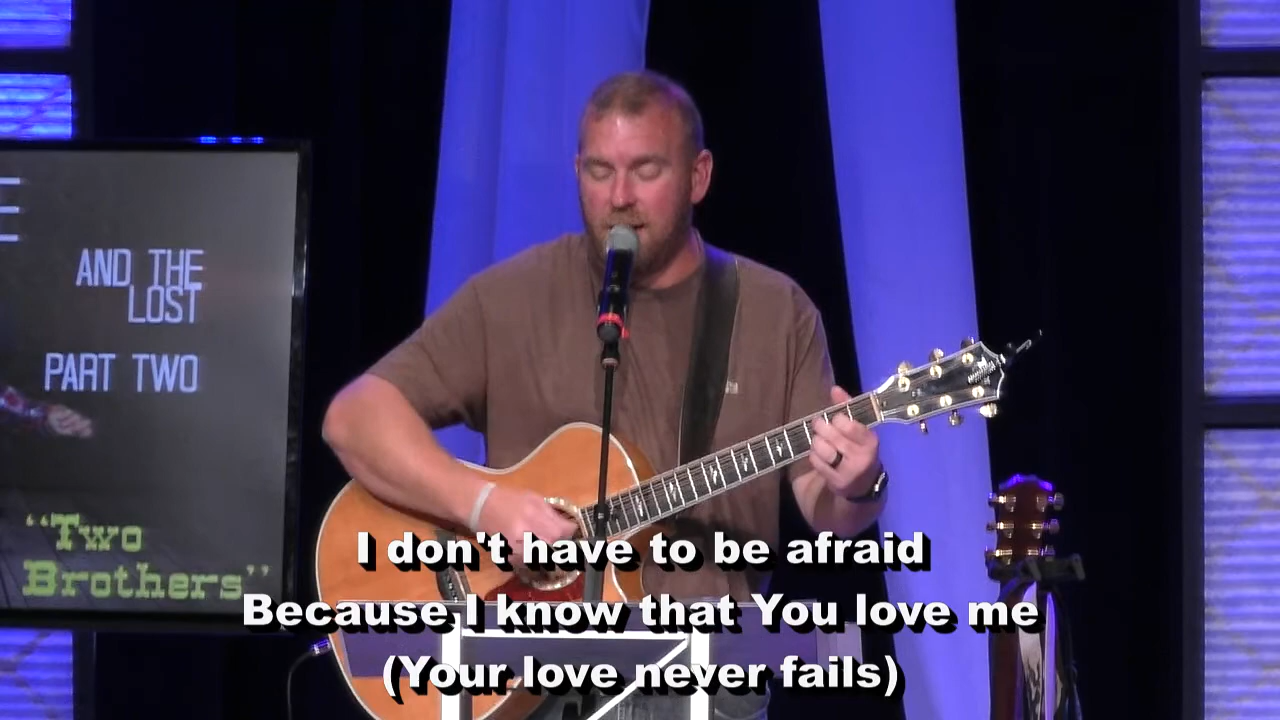 E
AND THE
LOST
PART TWO
“Two
Brothers”
I don't have to be afraid
Because I know that You love me
(Your love never fails)